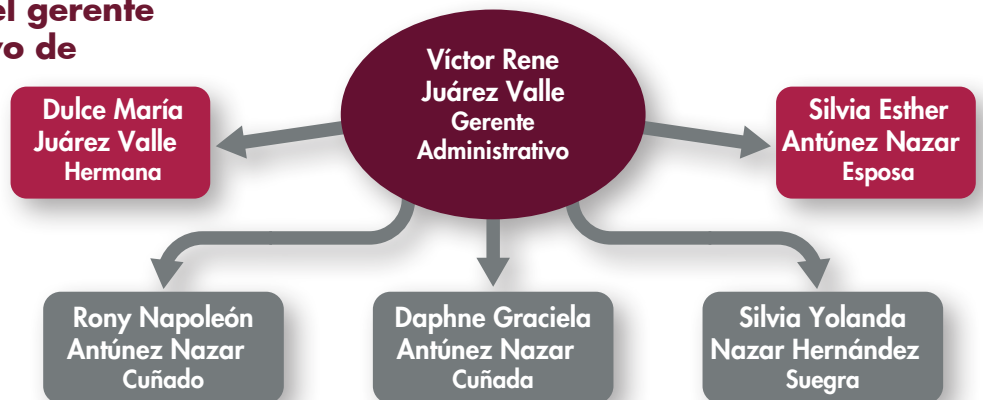 el gerente
vo de
Víctor Rene
Juárez Valle
Gerente
Administrativo
Dulce María
Juárez Valle
Hermana
Silvia Esther
Antúnez Nazar
Esposa
Rony Napoleón
Antúnez Nazar
Cuñado
Daphne Graciela
Antúnez Nazar
Cuñada
Silvia Yolanda
Nazar Hernández
Suegra